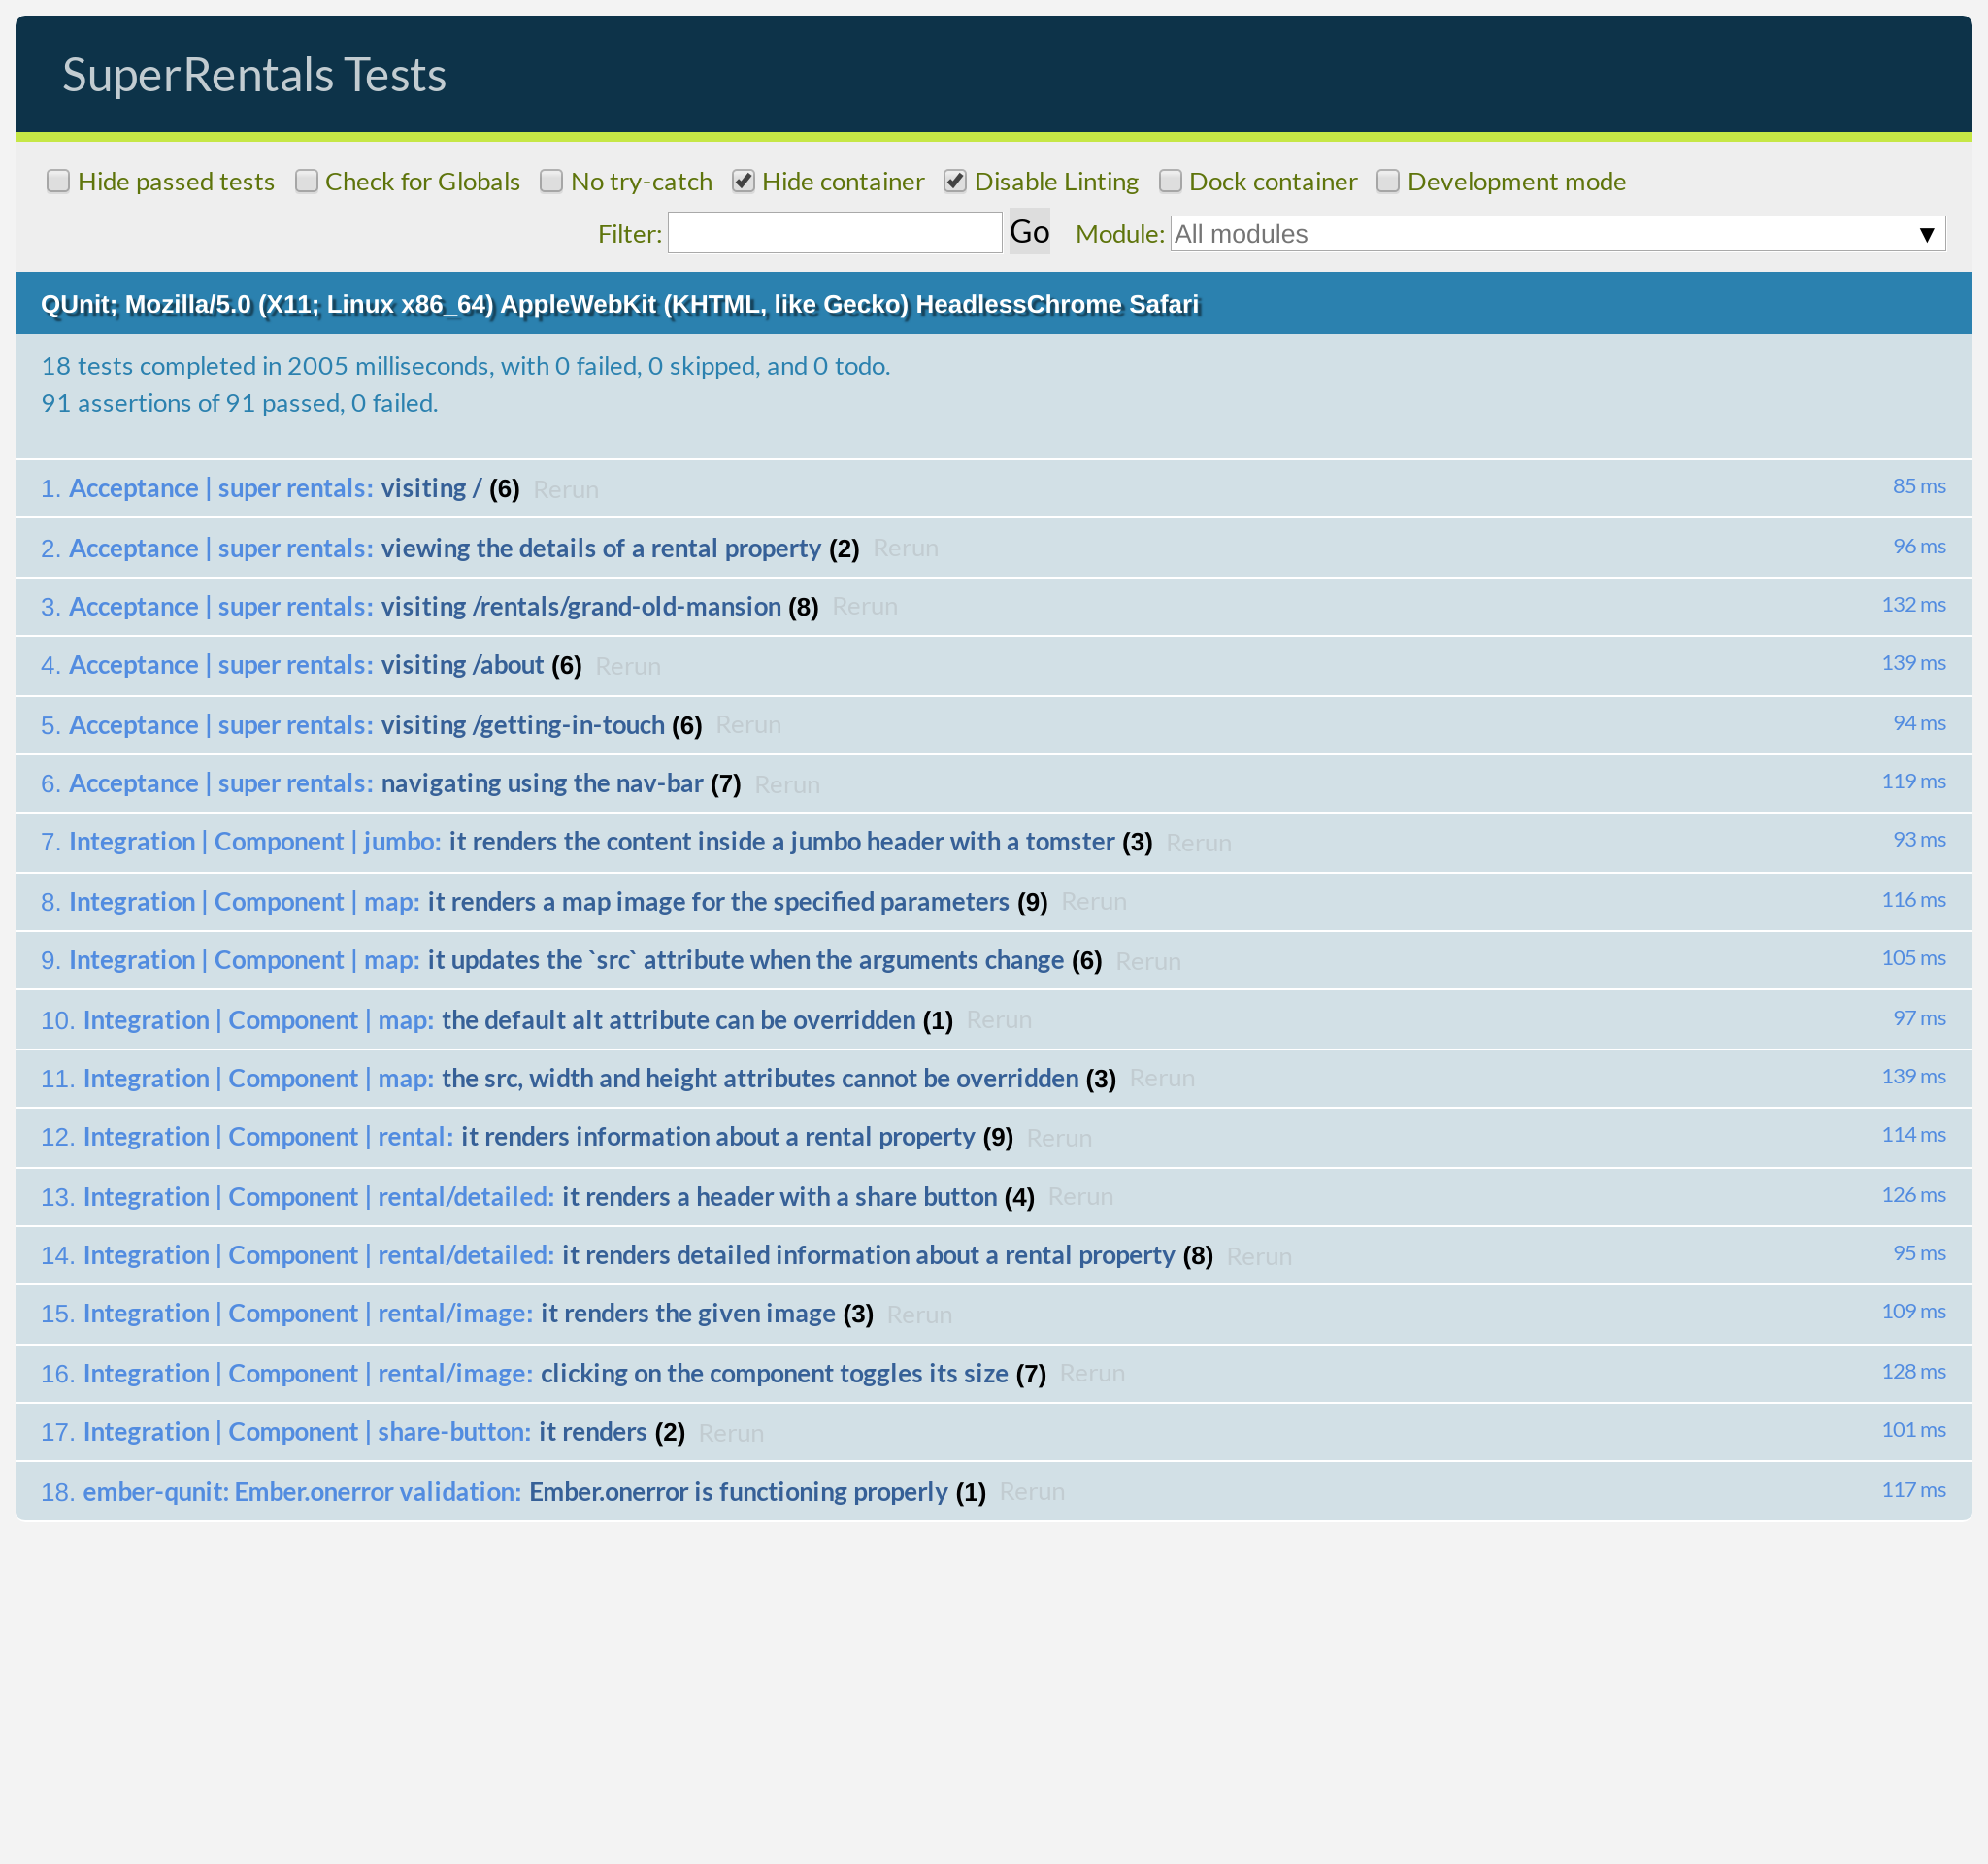 SuperRentals Tests
Hide passed tests Check for Globals No try-catch Hide container Disable Linting Dock container Development mode
Filter: Go Module: All modules ▼
QUnit; Mozilla/5.0 (X11; Linux x86_64) AppleWebKit (KHTML, like Gecko) HeadlessChrome Safari
18 tests completed in 2005 milliseconds, with 0 failed, 0 skipped, and 0 todo.
91 assertions of 91 passed, 0 failed.
1. Acceptance | super rentals: visiting / (6) Rerun 85 ms
2. Acceptance | super rentals: viewing the details of a rental property (2) Rerun 96 ms
3. Acceptance | super rentals: visiting /rentals/grand-old-mansion (8) Rerun 132 ms
4. Acceptance | super rentals: visiting /about (6) Rerun 139 ms
5. Acceptance | super rentals: visiting /getting-in-touch (6) Rerun 94 ms
6. Acceptance | super rentals: navigating using the nav-bar (7) Rerun 119 ms
7. Integration | Component | jumbo: it renders the content inside a jumbo header with a tomster (3) Rerun 93 ms
8. Integration | Component | map: it renders a map image for the specified parameters (9) Rerun 116 ms
9. Integration | Component | map: it updates the `src` attribute when the arguments change (6) Rerun 105 ms
10. Integration | Component | map: the default alt attribute can be overridden (1) Rerun 97 ms
11. Integration | Component | map: the src, width and height attributes cannot be overridden (3) Rerun 139 ms
12. Integration | Component | rental: it renders information about a rental property (9) Rerun 114 ms
13. Integration | Component | rental/detailed: it renders a header with a share button (4) Rerun 126 ms
14. Integration | Component | rental/detailed: it renders detailed information about a rental property (8) Rerun 95 ms
15. Integration | Component | rental/image: it renders the given image (3) Rerun 109 ms
16. Integration | Component | rental/image: clicking on the component toggles its size (7) Rerun 128 ms
17. Integration | Component | share-button: it renders (2) Rerun 101 ms
18. ember-qunit: Ember.onerror validation: Ember.onerror is functioning properly (1) Rerun 117 ms